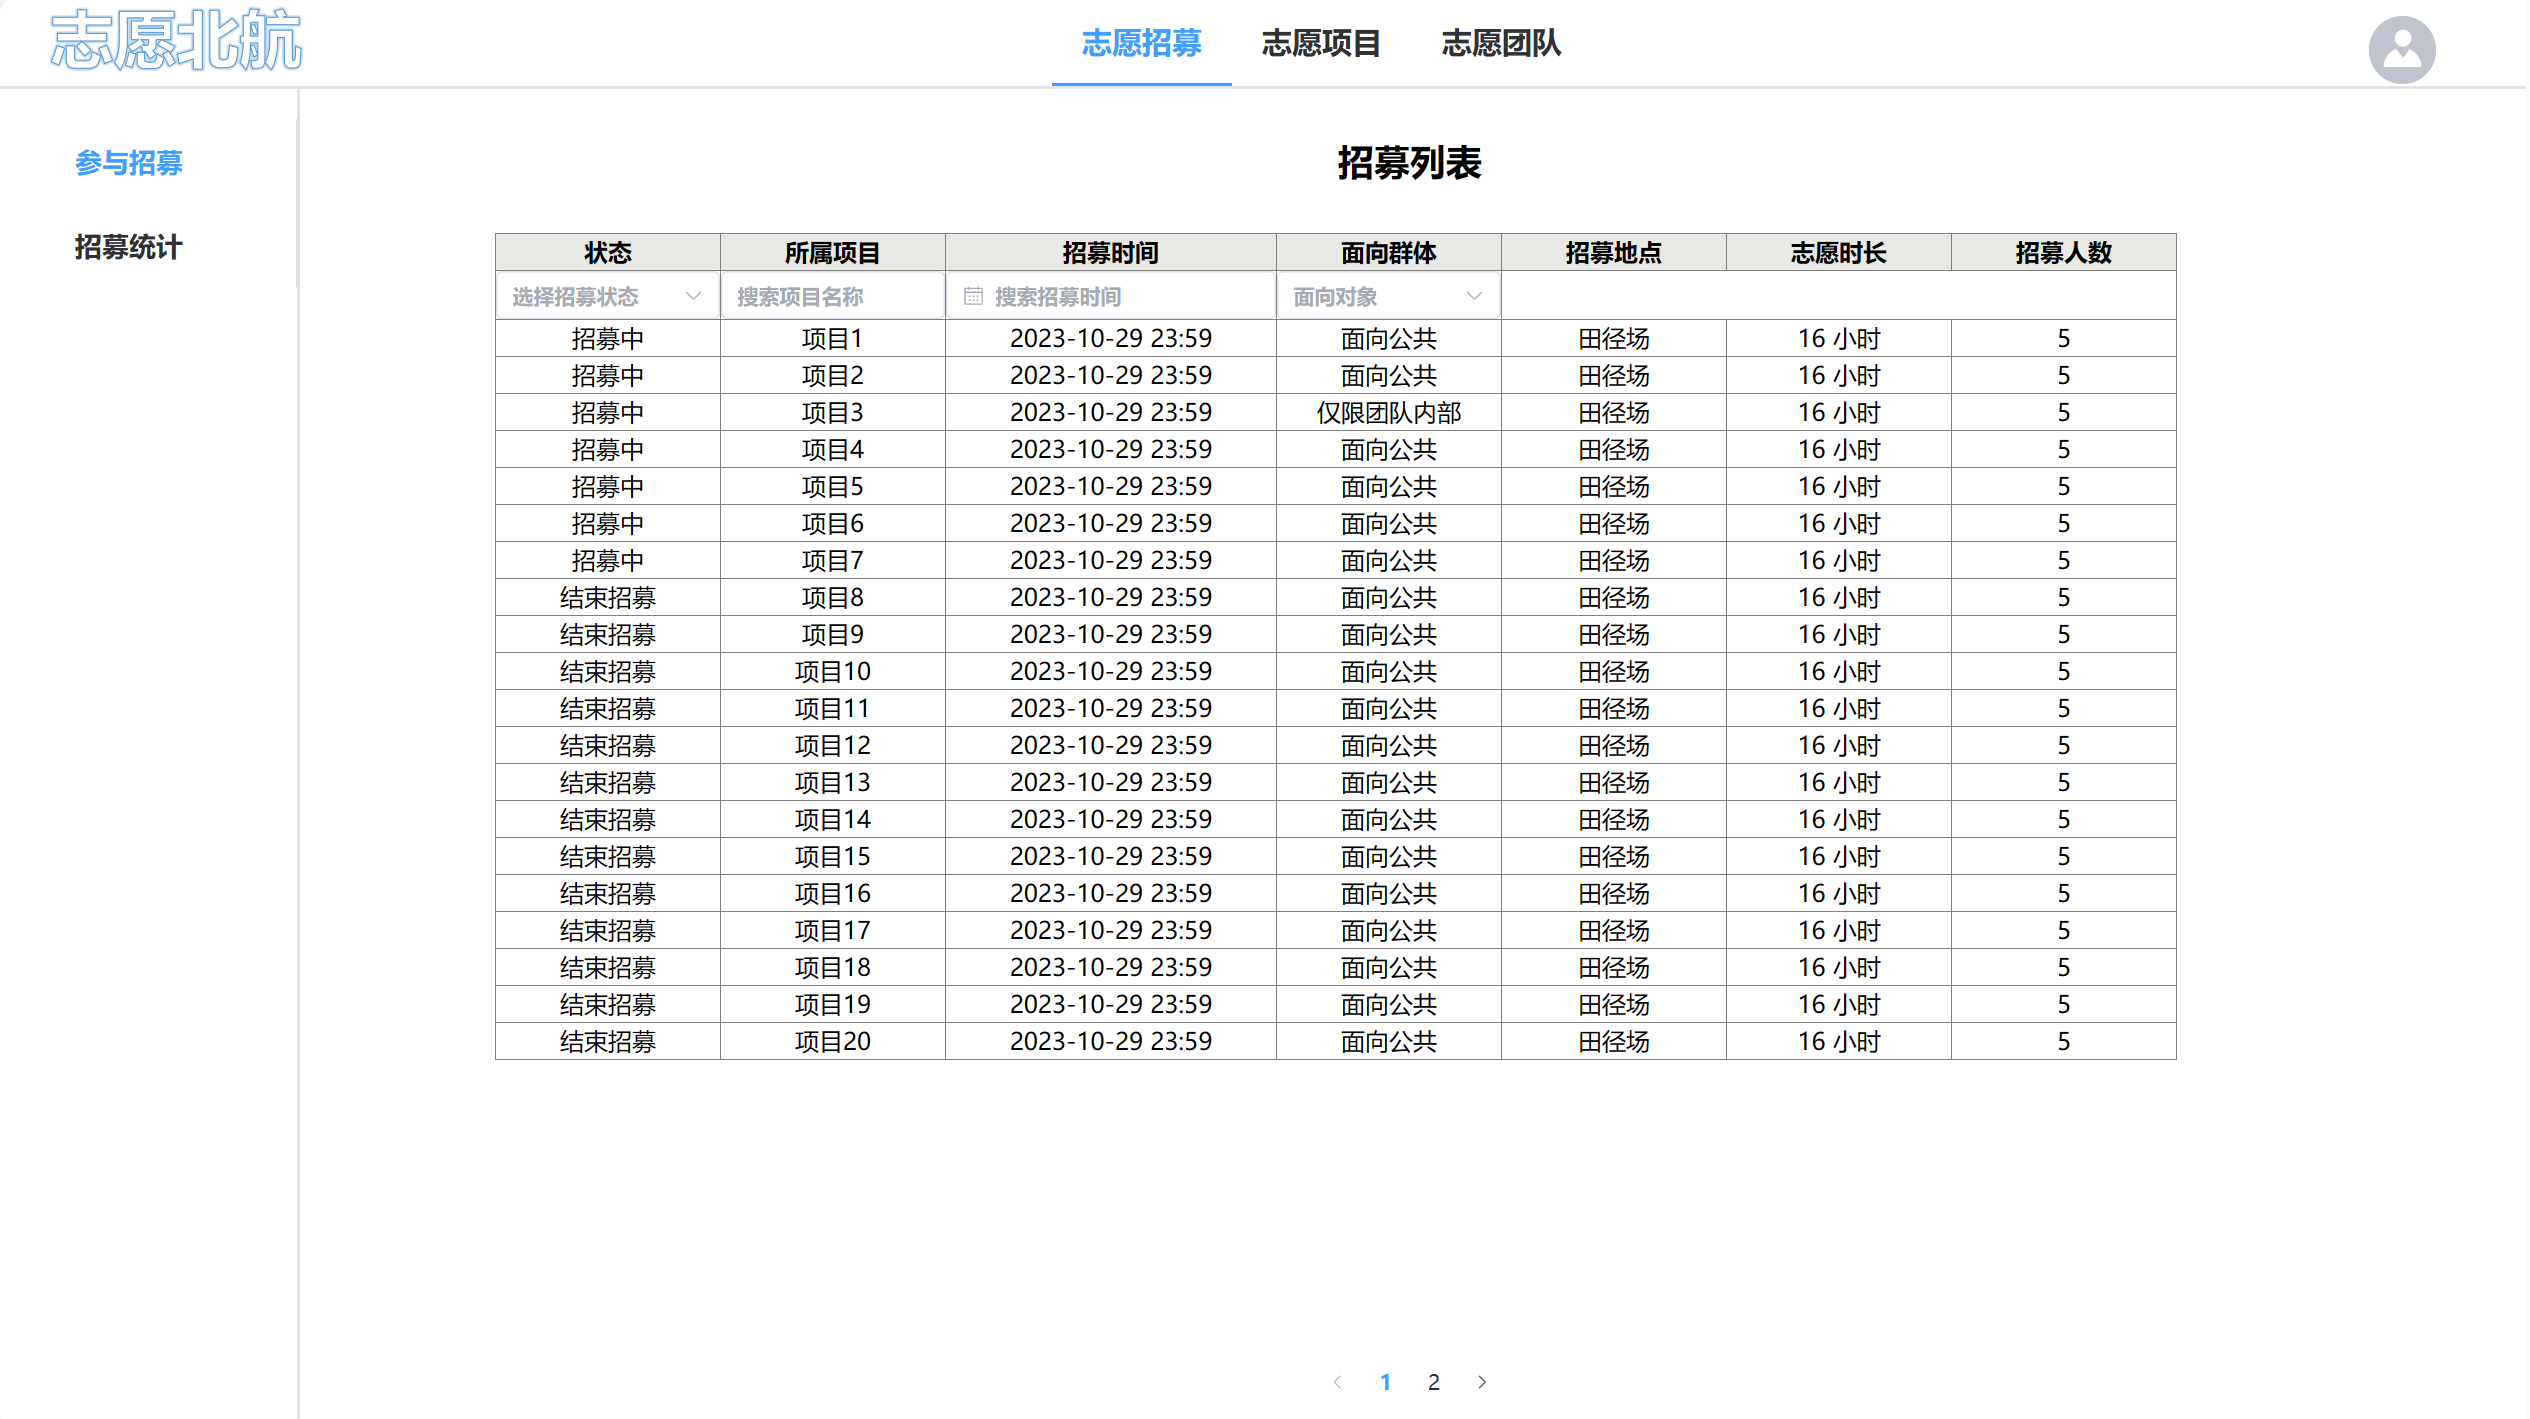 志愿北航
志愿招募 志愿项目 志愿团队
参与招募
招募统计
招募列表
状态 所属项目 招募时间 面向群体 招募地点 志愿时长 招募人数
选择招募状态 搜索项目名称 搜索招募时间 面向对象
招募中 项目1 2023-10-29 23:59 面向公共 田径场 16 小时 5
招募中 项目2 2023-10-29 23:59 面向公共 田径场 16 小时 5
招募中 项目3 2023-10-29 23:59 仅限团队内部 田径场 16 小时 5
招募中 项目4 2023-10-29 23:59 面向公共 田径场 16 小时 5
招募中 项目5 2023-10-29 23:59 面向公共 田径场 16 小时 5
招募中 项目6 2023-10-29 23:59 面向公共 田径场 16 小时 5
招募中 项目7 2023-10-29 23:59 面向公共 田径场 16 小时 5
结束招募 项目8 2023-10-29 23:59 面向公共 田径场 16 小时 5
结束招募 项目9 2023-10-29 23:59 面向公共 田径场 16 小时 5
结束招募 项目10 2023-10-29 23:59 面向公共 田径场 16 小时 5
结束招募 项目11 2023-10-29 23:59 面向公共 田径场 16 小时 5
结束招募 项目12 2023-10-29 23:59 面向公共 田径场 16 小时 5
结束招募 项目13 2023-10-29 23:59 面向公共 田径场 16 小时 5
结束招募 项目14 2023-10-29 23:59 面向公共 田径场 16 小时 5
结束招募 项目15 2023-10-29 23:59 面向公共 田径场 16 小时 5
结束招募 项目16 2023-10-29 23:59 面向公共 田径场 16 小时 5
结束招募 项目17 2023-10-29 23:59 面向公共 田径场 16 小时 5
结束招募 项目18 2023-10-29 23:59 面向公共 田径场 16 小时 5
结束招募 项目19 2023-10-29 23:59 面向公共 田径场 16 小时 5
结束招募 项目20 2023-10-29 23:59 面向公共 田径场 16 小时 5
1 2